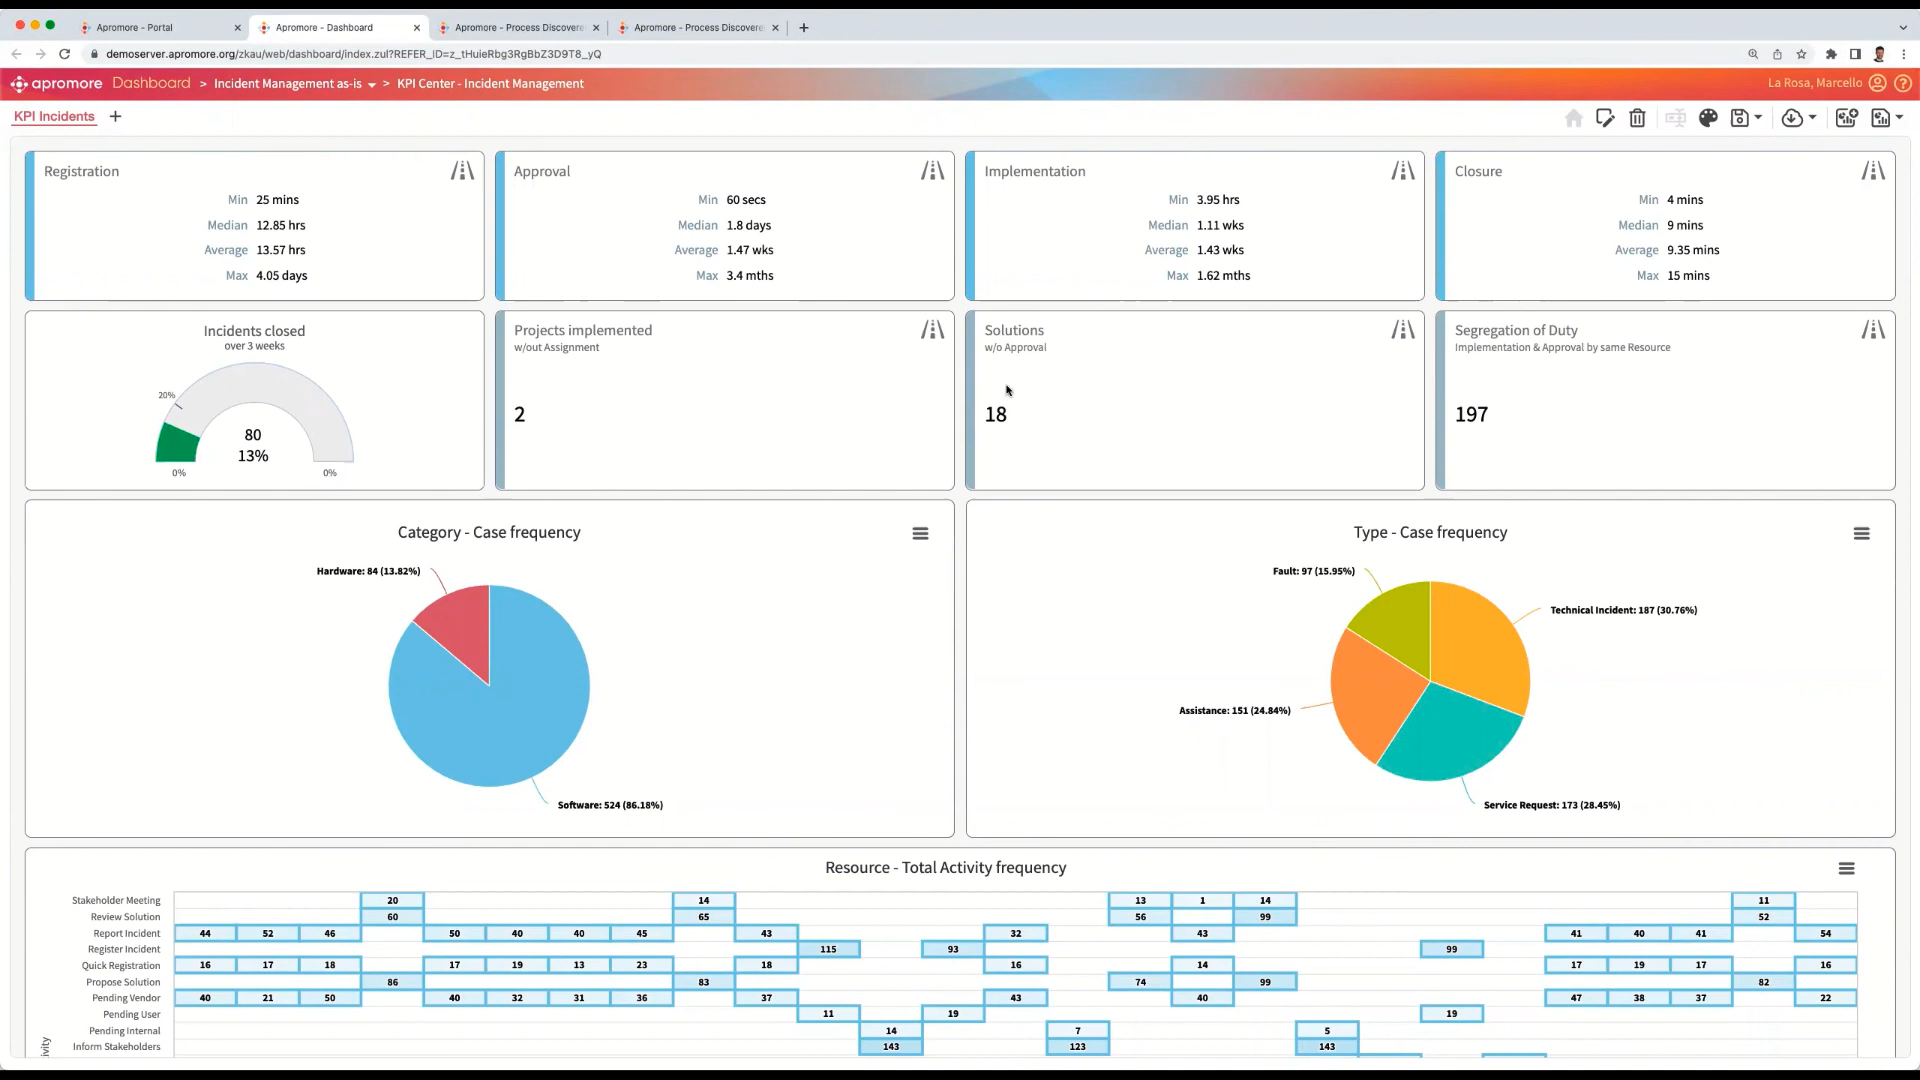 Apromore - Portal
Apromore - Dashboard
Apromore - Process Discovere
Apromore - Process Discovere
demoserver.apromore.org/zkau/web/dashboard/index.zul?REFER_ID=z_tHuieRbg3RgBbZ3D9T8_yQ
apromore Dashboard > Incident Management as-is > KPI Center - Incident Management
La Rosa, Marcello
KPI Incidents
Registration
Min 25 mins
Median 12.85 hrs
Average 13.57 hrs
Max 4.05 days
Approval
Min 60 secs
Median 1.8 days
Average 1.47 wks
Max 3.4 mths
Implementation
Min 3.95 hrs
Median 1.11 wks
Average 1.43 wks
Max 1.62 mths
Closure
Min 4 mins
Median 9 mins
Average 9.35 mins
Max 15 mins
Incidents closed
over 3 weeks
20%
80
13%
0%
0%
Projects implemented
w/out Assignment
2
Solutions
w/o Approval
18
Segregation of Duty
Implementation & Approval by same Resource
197
Category - Case frequency
Hardware: 84 (13.82%)
Software: 524 (86.18%)
Type - Case frequency
Fault: 97 (15.95%)
Technical Incident: 187 (30.76%)
Assistance: 151 (24.84%)
Service Request: 173 (28.45%)
Resource - Total Activity frequency
Stakeholder Meeting 20 14 13 1 14 11
Review Solution 60 65 56 99 52
Report Incident 44 52 46 50 40 40 45 43 32 43 41 40 41 54
Register Incident 115 93 99
Quick Registration 16 17 18 17 19 13 23 18 16 14 17 19 17 16
Propose Solution 86 83 74 99 82
Pending Vendor 40 21 50 40 32 31 36 37 43 40 47 38 37 22
Pending User 11 19 19
Pending Internal 14 7 5
Inform Stakeholders 143 123 143